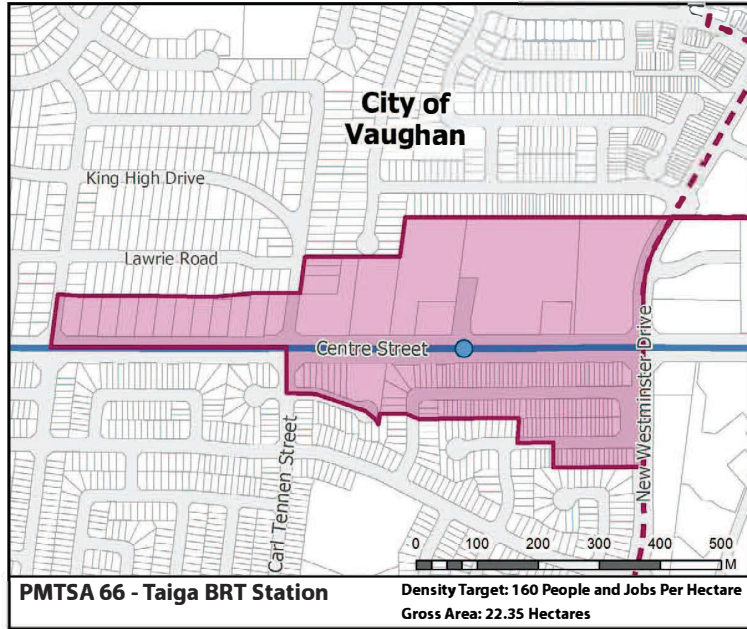 City of
Vaughan
King High Drive
Lawrie Road
Centre Street
New Westminster Drive
Carl Tennen Street
0 100 200 300 400 500
M
PMTSA 66 - Taiga BRT Station
Density Target: 160 People and Jobs Per Hectare
Gross Area: 22.35 Hectares